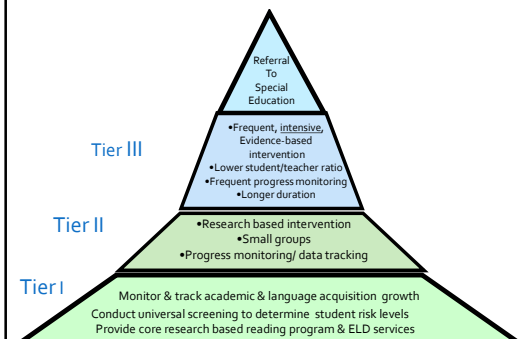 Referral
To
Special
Education
Tier III
•Frequent, intensive,
Evidence-based
intervention
•Lower student/teacher ratio
•Frequent progress monitoring
•Longer duration
Tier II
•Research based intervention
•Small groups
•Progress monitoring/ data tracking
Tier I
Monitor & track academic & language acquisition growth
Conduct universal screening to determine student risk levels
Provide core research based reading program & ELD services